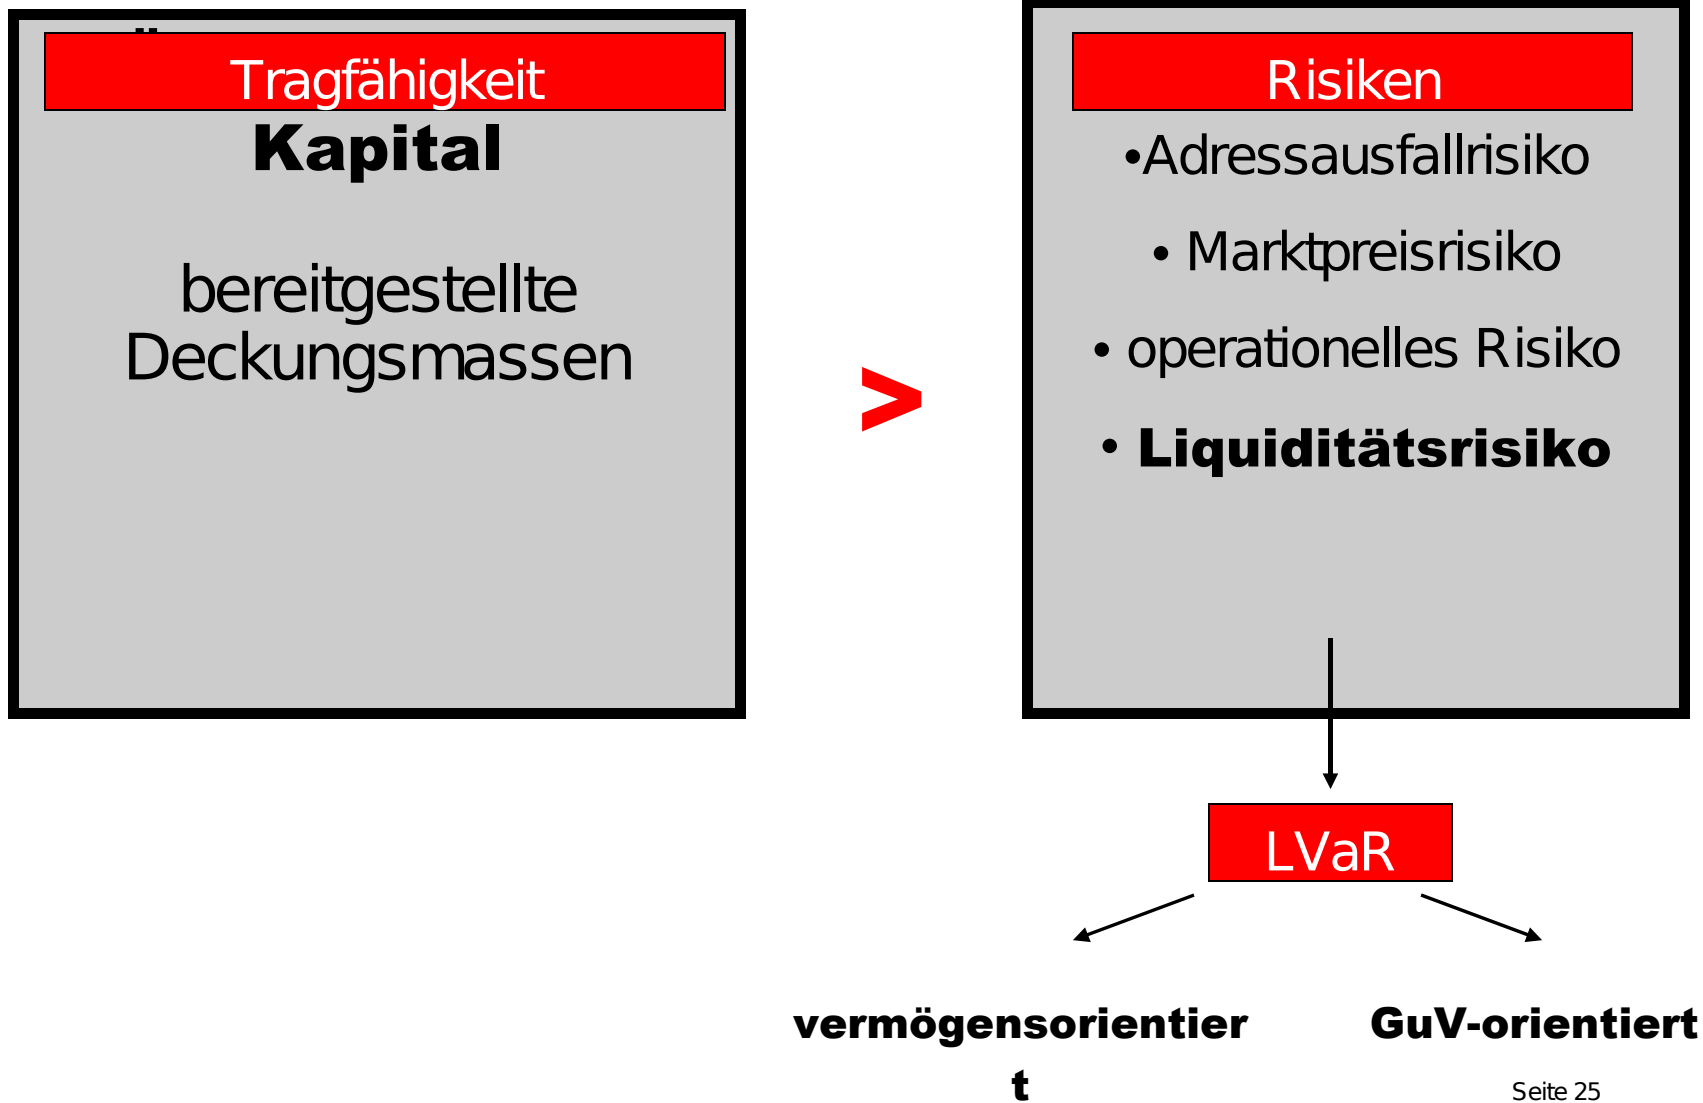 Tragfähigkeit
Kapital
bereitgestellte
Deckungsmassen
>
Risiken
•Adressausfallrisiko
• Marktpreisrisiko
• operationelles Risiko
• Liquiditätsrisiko
LVaR
vermögensorientier
t
GuV-orientiert
Seite 25